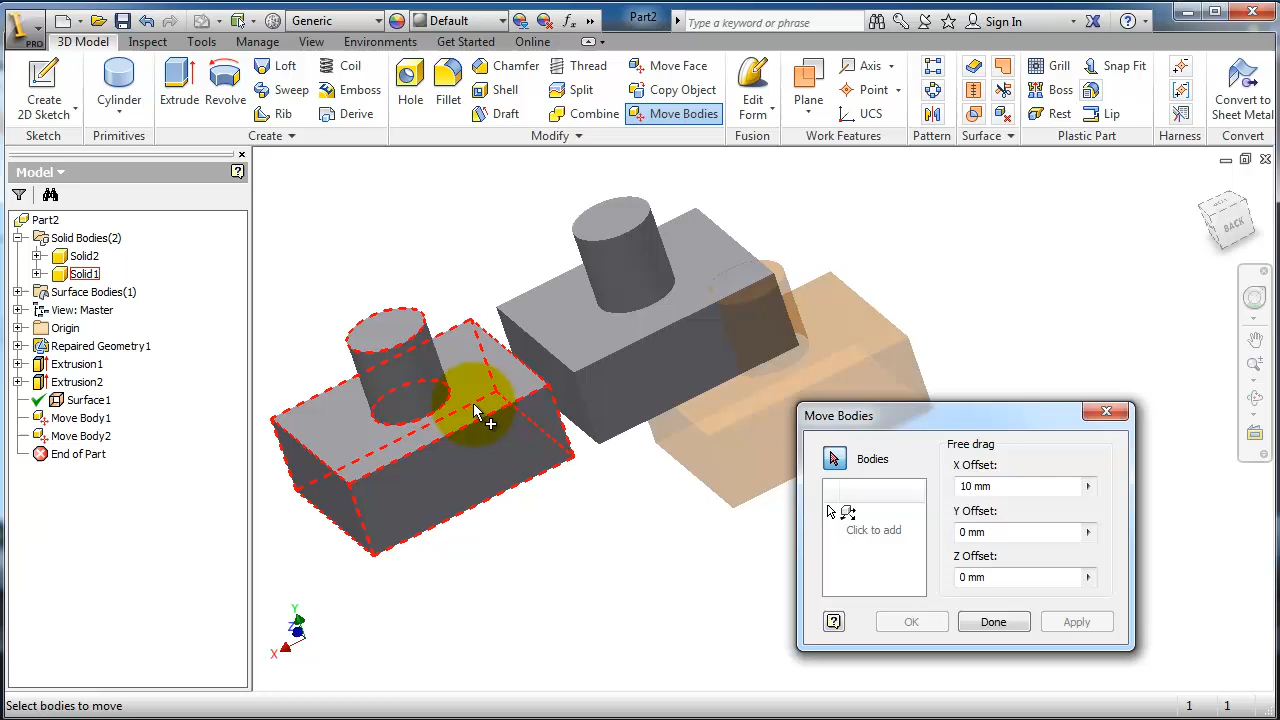 PRO
Generic
Default
fx
Part2
Type a keyword or phrase
Sign In
3D Model Inspect Tools Manage View Environments Get Started Online
Create
2D Sketch
Sketch
Cylinder
Primitives
Extrude
Revolve
Loft
Sweep
Rib
Coil
Emboss
Derive
Create
Hole
Fillet
Chamfer
Shell
Draft
Thread
Split
Combine
Move Face
Copy Object
Move Bodies
Modify
Edit
Form
Fusion
Plane
Axis
Point
UCS
Work Features
Pattern
Surface
Grill
Boss
Rest
Snap Fit
Lip
Plastic Part
Harness
Convert to
Sheet Metal
Convert
Model
Part2
Solid Bodies(2)
Solid2
Solid1
Surface Bodies(1)
View: Master
Origin
Repaired Geometry1
Extrusion1
Extrusion2
Surface1
Move Body1
Move Body2
End of Part
BACK
Y
Z
X
Move Bodies
Bodies
Click to add
Free drag
X Offset:
10 mm
Y Offset:
0 mm
Z Offset:
0 mm
OK
Done
Apply
Select bodies to move
1 1